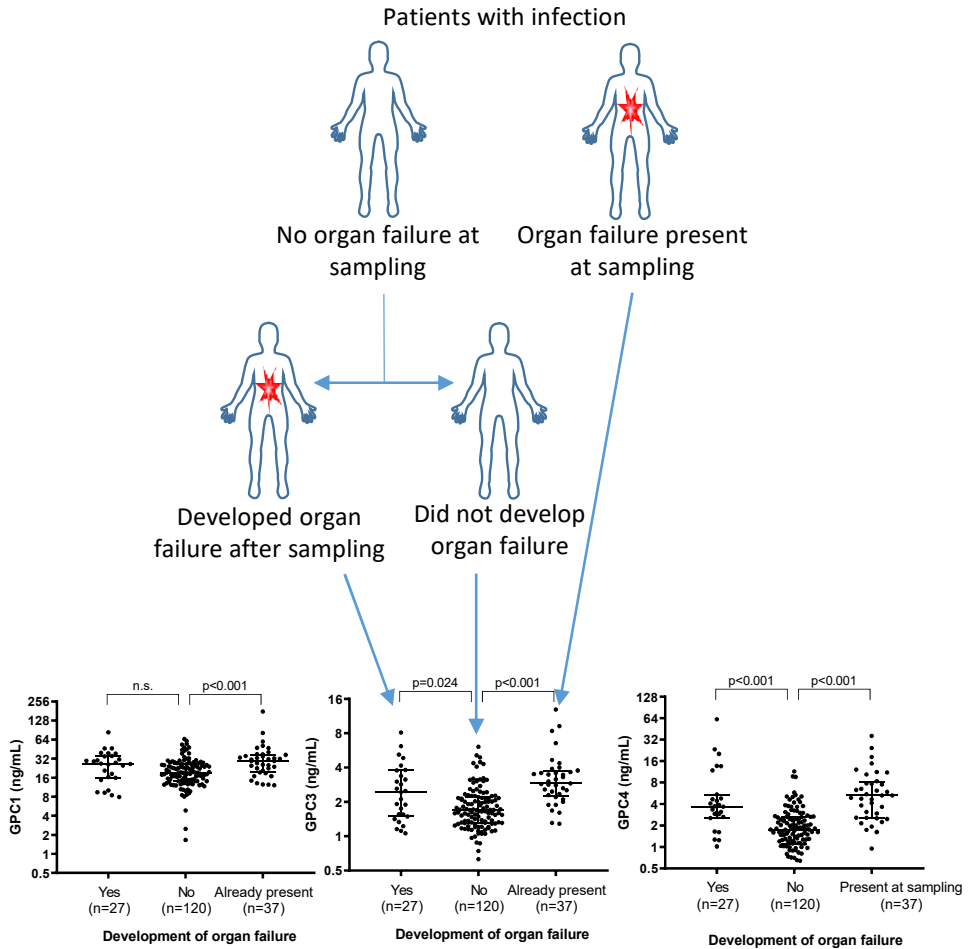 Patients with infection
No organ failure at
sampling
Organ failure present
at sampling
Developed organ
failure after sampling
Did not develop
organ failure
GPC1 (ng/mL)
256
128
64
32
16
8
4
2
1
0.5
n.s.
p<0.001
Yes
(n=27)
No
(n=120)
Already present
(n=37)
Development of organ failure
GPC3 (ng/mL)
16
8
4
2
1
0.5
p=0.024
p<0.001
Yes
(n=27)
No
(n=120)
Already present
(n=37)
Development of organ failure
GPC4 (ng/mL)
128
64
32
16
8
4
2
1
0.5
p<0.001
p<0.001
Yes
(n=27)
No
(n=120)
Present at sampling
(n=37)
Development of organ failure